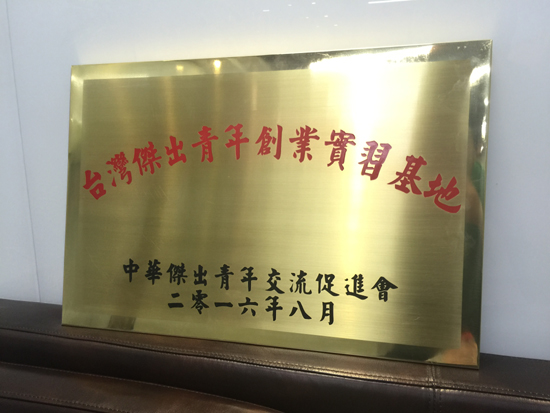 台灣傑出青年創業實習基地
中華傑出青年交流促進會
二零一六年八月